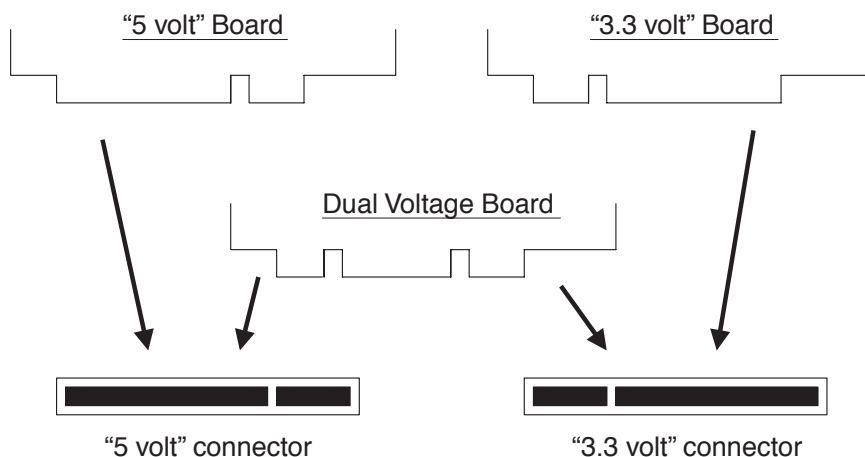 “5 volt” Board
“3.3 volt” Board
Dual Voltage Board
“5 volt” connector
“3.3 volt” connector